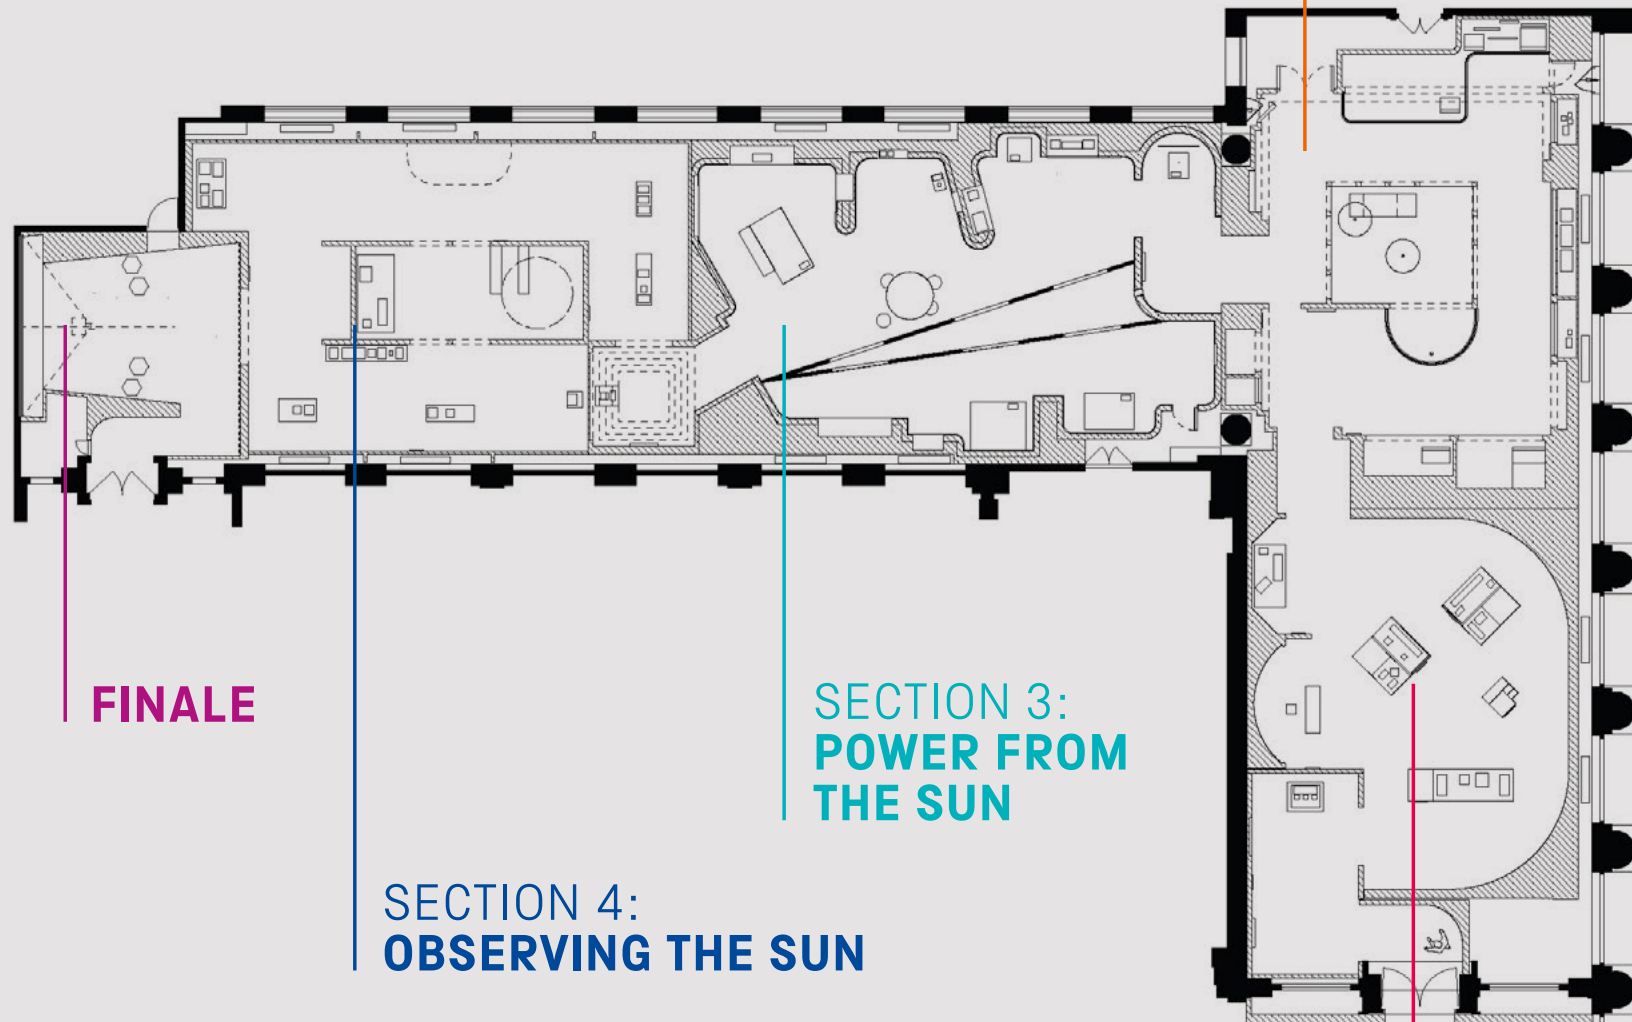 FINALE
SECTION 3:
POWER FROM
THE SUN
SECTION 4:
OBSERVING THE SUN